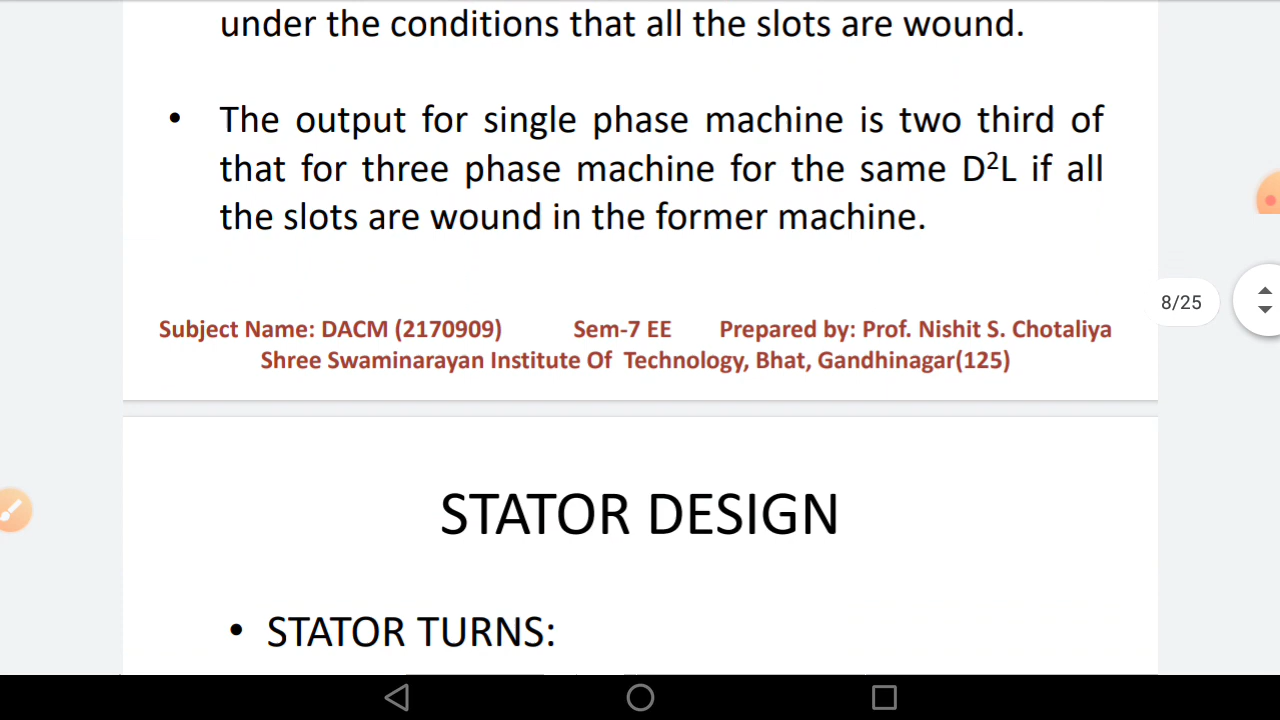 under the conditions that all the slots are wound.
• The output for single phase machine is two third of
that for three phase machine for the same D²L if all
the slots are wound in the former machine.
8/25
Subject Name: DACM (2170909) Sem-7 EE Prepared by: Prof. Nishit S. Chotaliya
Shree Swaminarayan Institute Of Technology, Bhat, Gandhinagar(125)
STATOR DESIGN
• STATOR TURNS: